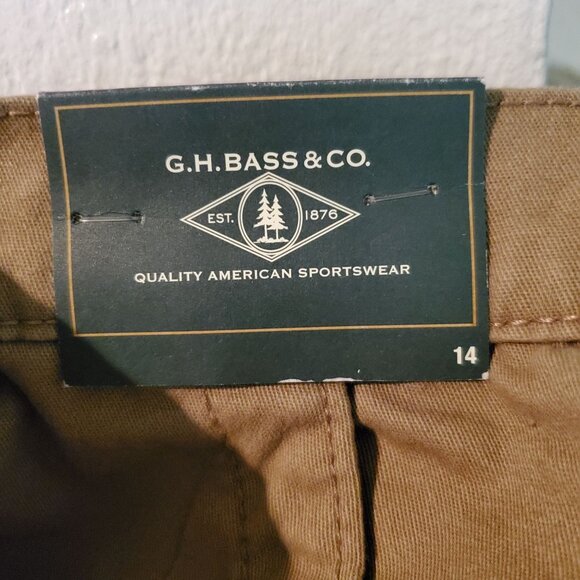 G.H.BASS & CO.
EST. 1876
QUALITY AMERICAN SPORTSWEAR
14